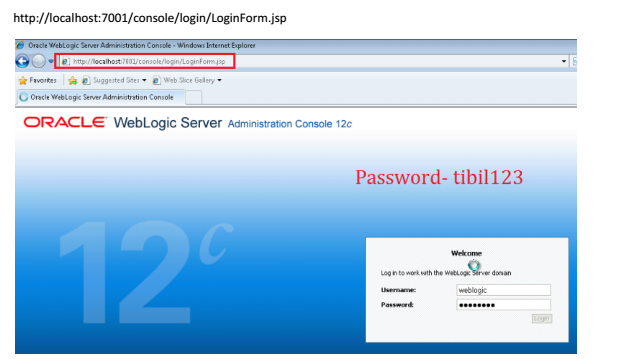 http://localhost:7001/console/login/LoginForm.jsp
Oracle WebLogic Server Administration Console - Windows Internet Explorer
http://localhost:7001/console/login/LoginForm.jsp
Favorites Suggested Sites Web Slice Gallery
Oracle WebLogic Server Administration Console
ORACLE WebLogic Server Administration Console 12c
Password- tibil123
12c
Welcome
Log in to work with the WebLogic Server domain
Username: weblogic
Password: ••••••••
Login